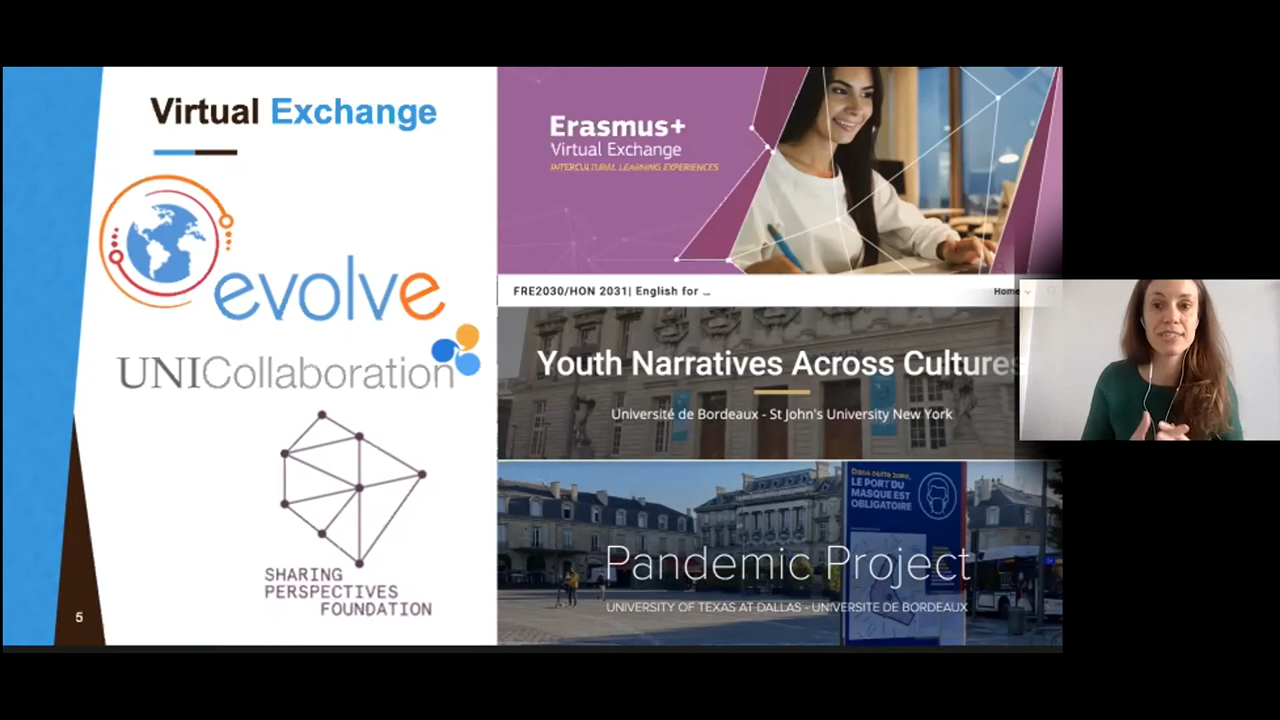 Virtual Exchange
evolve
UNICollaboration
SHARING
PERSPECTIVES
FOUNDATION
5
Erasmus+
Virtual Exchange
INTERCULTURAL LEARNING EXPERIENCES
FRE2030/HON 2031| English for ...
Home
Youth Narratives Across Cultures
Université de Bordeaux - St John's University New York
Dans cette zone,
LE PORT DU
MASQUE EST
OBLIGATOIRE
Pandemic Project
UNIVERSITY OF TEXAS AT DALLAS - UNIVERSITE DE BORDEAUX